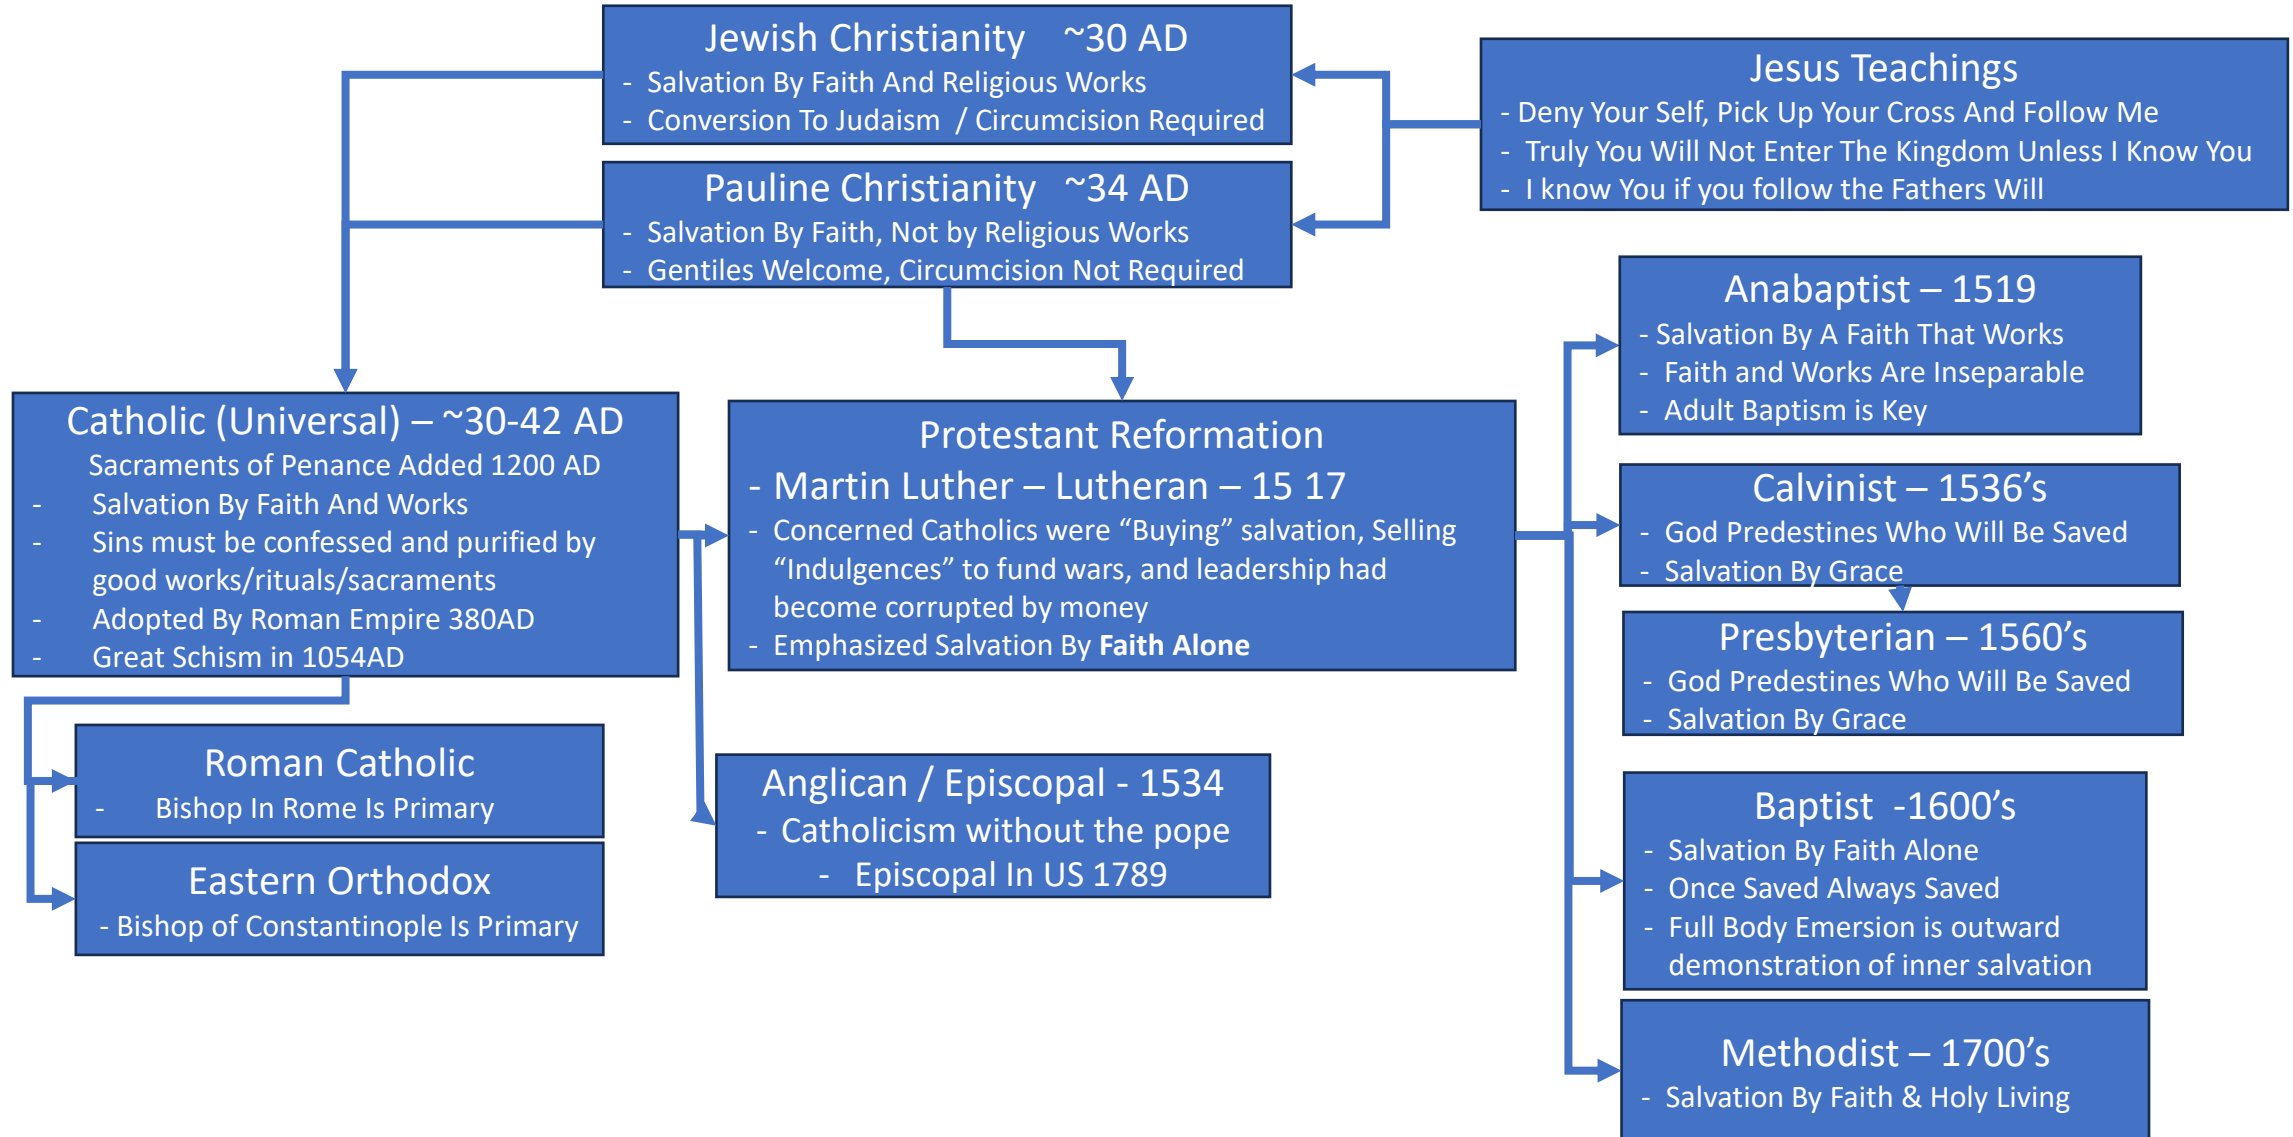 Jewish Christianity ~30 AD
- Salvation By Faith And Religious Works
- Conversion To Judaism / Circumcision Required
Jesus Teachings
- Deny Your Self, Pick Up Your Cross And Follow Me
- Truly You Will Not Enter The Kingdom Unless I Know You
- I know You if you follow the Fathers Will
Pauline Christianity ~34 AD
- Salvation By Faith, Not by Religious Works
- Gentiles Welcome, Circumcision Not Required
Catholic (Universal) – ~30-42 AD
Sacraments of Penance Added 1200 AD
- Salvation By Faith And Works
- Sins must be confessed and purified by
good works/rituals/sacraments
- Adopted By Roman Empire 380AD
- Great Schism in 1054AD
Roman Catholic
- Bishop In Rome Is Primary
Eastern Orthodox
- Bishop of Constantinople Is Primary
Protestant Reformation
- Martin Luther – Lutheran – 15 17
- Concerned Catholics were “Buying” salvation, Selling
“Indulgences” to fund wars, and leadership had
become corrupted by money
- Emphasized Salvation By Faith Alone
Anglican / Episcopal - 1534
- Catholicism without the pope
- Episcopal In US 1789
Anabaptist – 1519
- Salvation By A Faith That Works
- Faith and Works Are Inseparable
- Adult Baptism is Key
Calvinist – 1536’s
- God Predestines Who Will Be Saved
- Salvation By Grace
Presbyterian – 1560’s
- God Predestines Who Will Be Saved
- Salvation By Grace
Baptist -1600’s
- Salvation By Faith Alone
- Once Saved Always Saved
- Full Body Emersion is outward
demonstration of inner salvation
Methodist – 1700’s
- Salvation By Faith & Holy Living